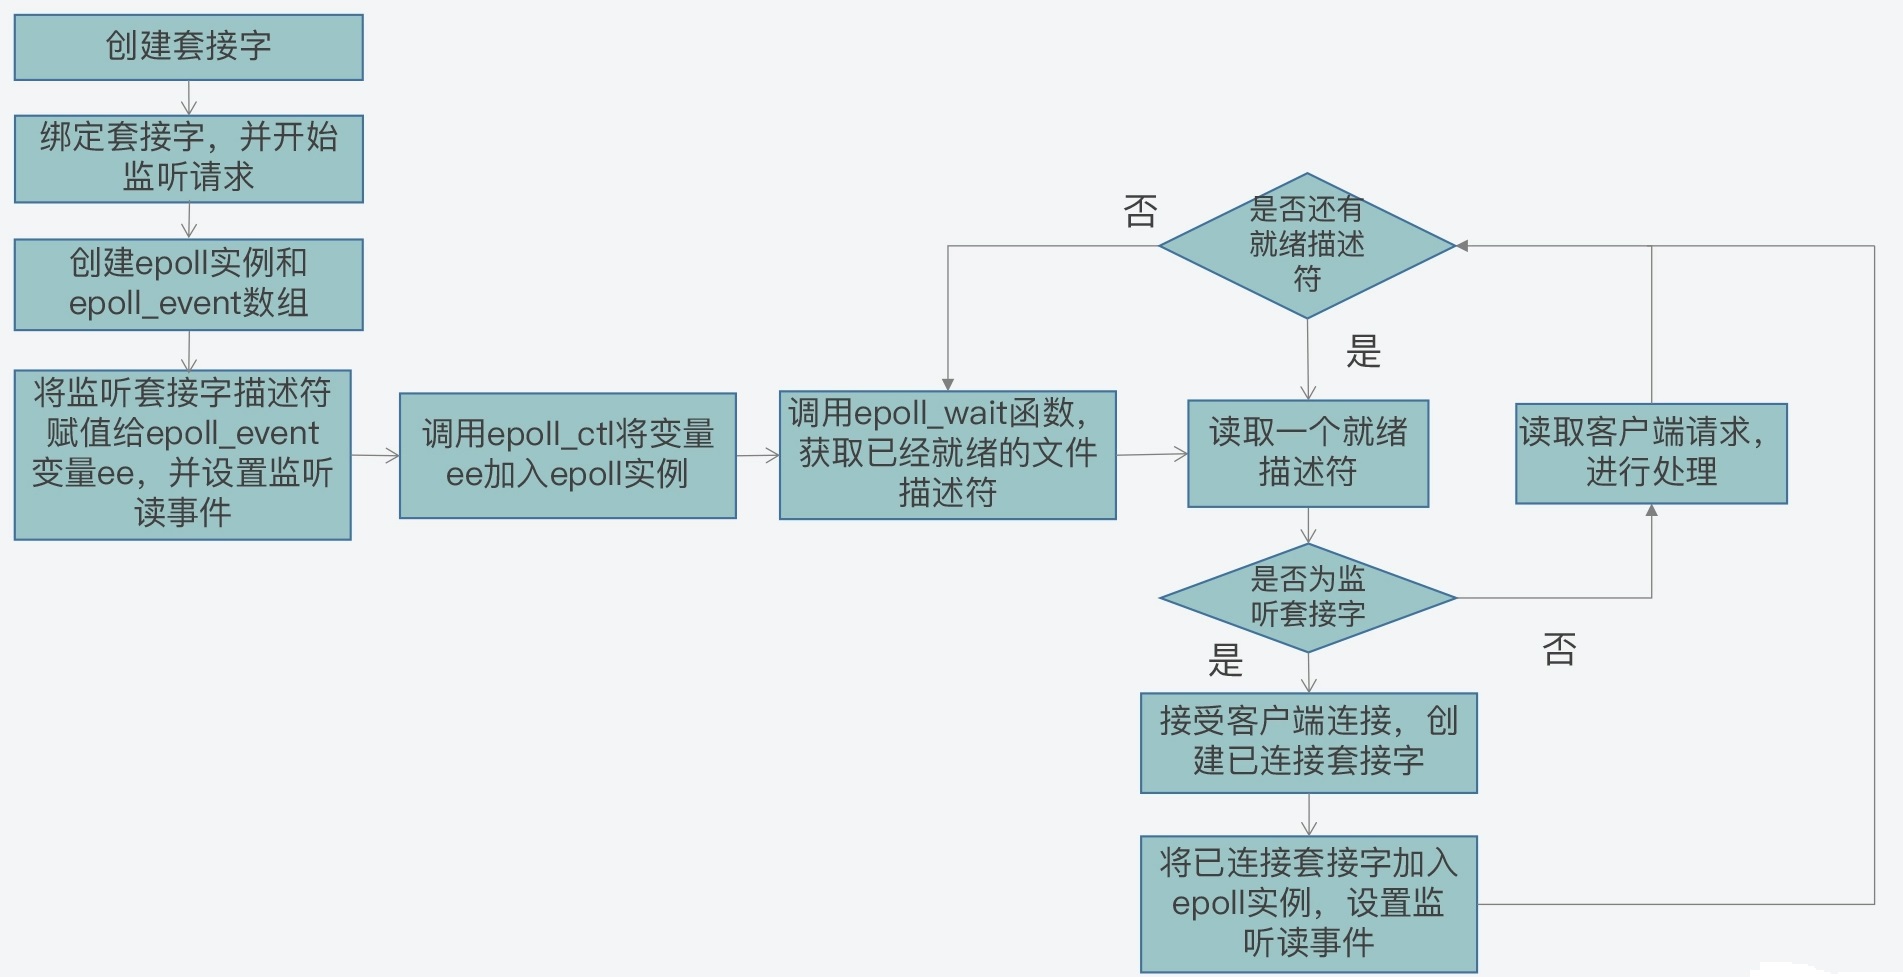 创建套接字
绑定套接字，并开始
监听请求
创建epoll实例和
epoll_event数组
将监听套接字描述符
赋值给epoll_event
变量ee，并设置监听
读事件
调用epoll_ctl将变量
ee加入epoll实例
调用epoll_wait函数，
获取已经就绪的文件
描述符
否
是否还有
就绪描述
符
是
读取一个就绪
描述符
读取客户端请求，
进行处理
是否为监
听套接字
是
否
接受客户端连接，创
建已连接套接字
将已连接套接字加入
epoll实例，设置监
听读事件